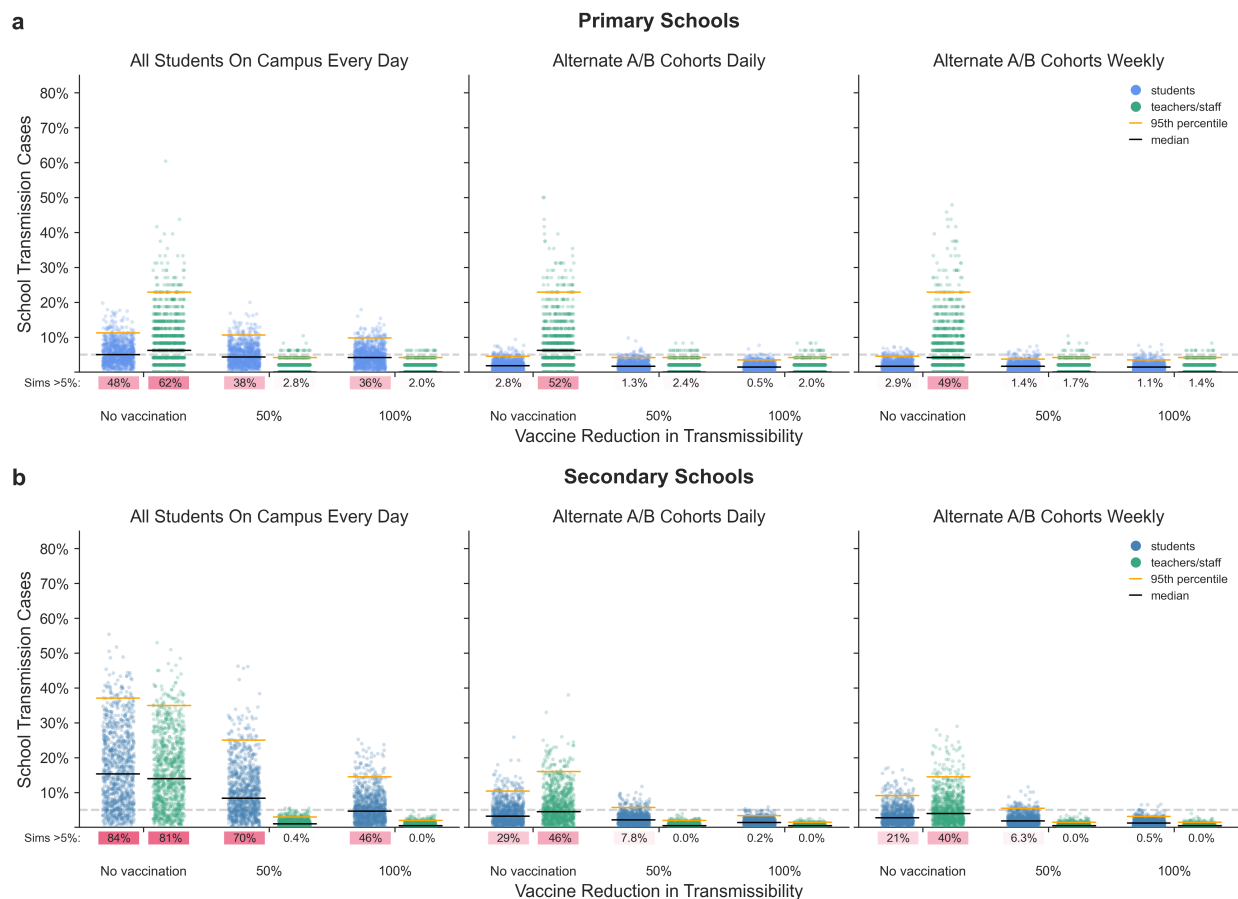 a
Primary Schools
All Students On Campus Every Day
Alternate A/B Cohorts Daily
Alternate A/B Cohorts Weekly
School Transmission Cases
80%
70%
60%
50%
40%
30%
20%
10%
students
teachers/staff
95th percentile
median
Sims >5%: 48% 62% 38% 2.8% 36% 2.0% 2.8% 52% 1.3% 2.4% 0.5% 2.0% 2.9% 49% 1.4% 1.7% 1.1% 1.4%
No vaccination 50% 100% No vaccination 50% 100% No vaccination 50% 100%
Vaccine Reduction in Transmissibility
b
Secondary Schools
All Students On Campus Every Day
Alternate A/B Cohorts Daily
Alternate A/B Cohorts Weekly
School Transmission Cases
80%
70%
60%
50%
40%
30%
20%
10%
students
teachers/staff
95th percentile
median
Sims >5%: 84% 81% 70% 0.4% 46% 0.0% 29% 46% 7.8% 0.0% 0.2% 0.0% 21% 40% 6.3% 0.0% 0.5% 0.0%
No vaccination 50% 100% No vaccination 50% 100% No vaccination 50% 100%
Vaccine Reduction in Transmissibility